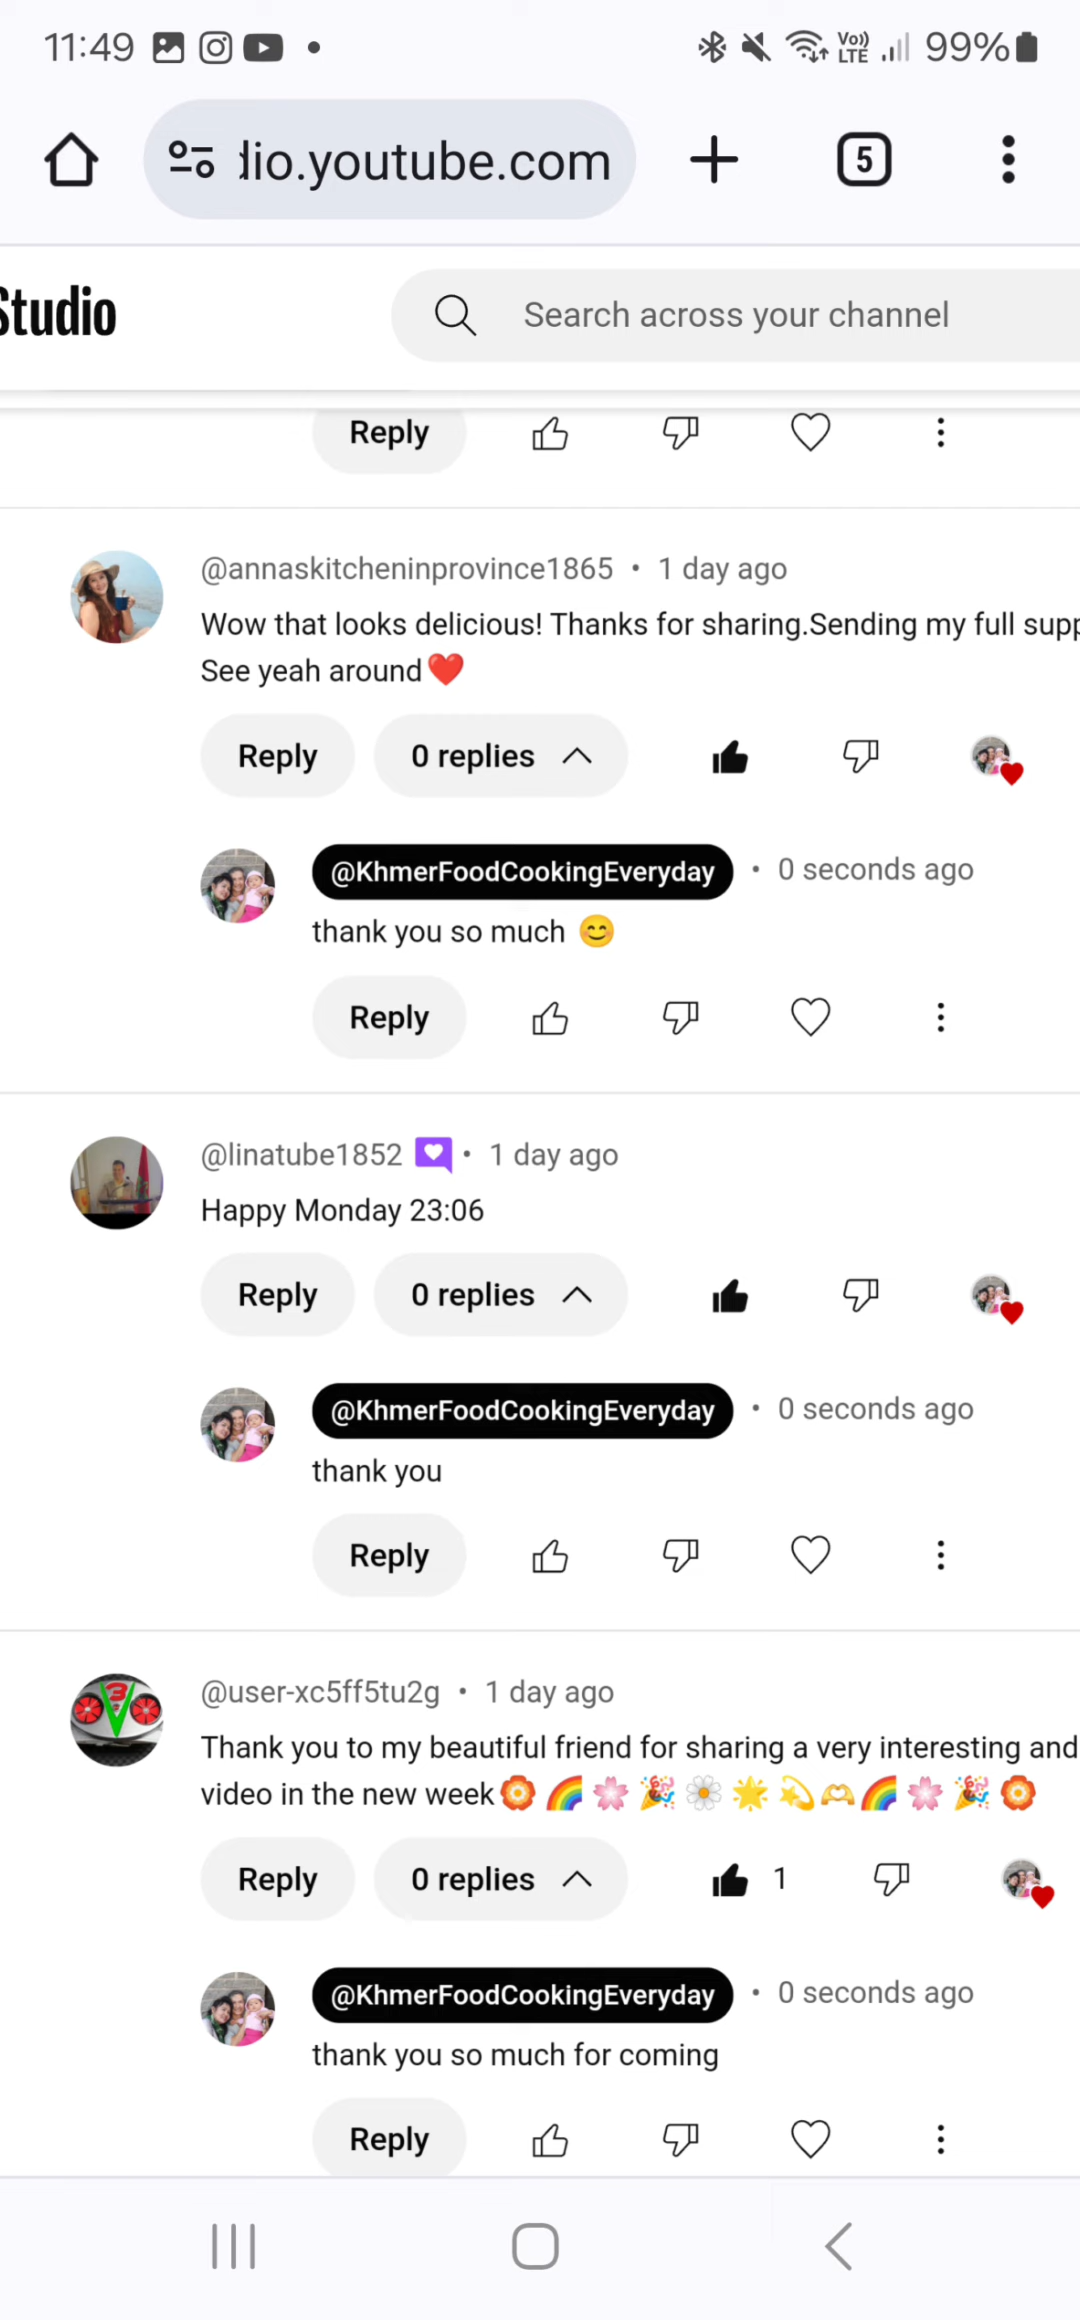 11:49
Vo))
LTE
99%
dio.youtube.com
5
Studio
Search across your channel
Reply
@annaskitcheninprovince1865 • 1 day ago
Wow that looks delicious! Thanks for sharing.Sending my full supp
See yeah around❤️
Reply
0 replies
@KhmerFoodCookingEveryday • 0 seconds ago
thank you so much 😊
Reply
@linatube1852 • 1 day ago
Happy Monday 23:06
Reply
0 replies
@KhmerFoodCookingEveryday • 0 seconds ago
thank you
Reply
@user-xc5ff5tu2g • 1 day ago
Thank you to my beautiful friend for sharing a very interesting and
video in the new week🏵️🌈🌸🎉🌼🌟💫🫶🌈🌸🎉🏵️
Reply
0 replies
1
@KhmerFoodCookingEveryday • 0 seconds ago
thank you so much for coming
Reply